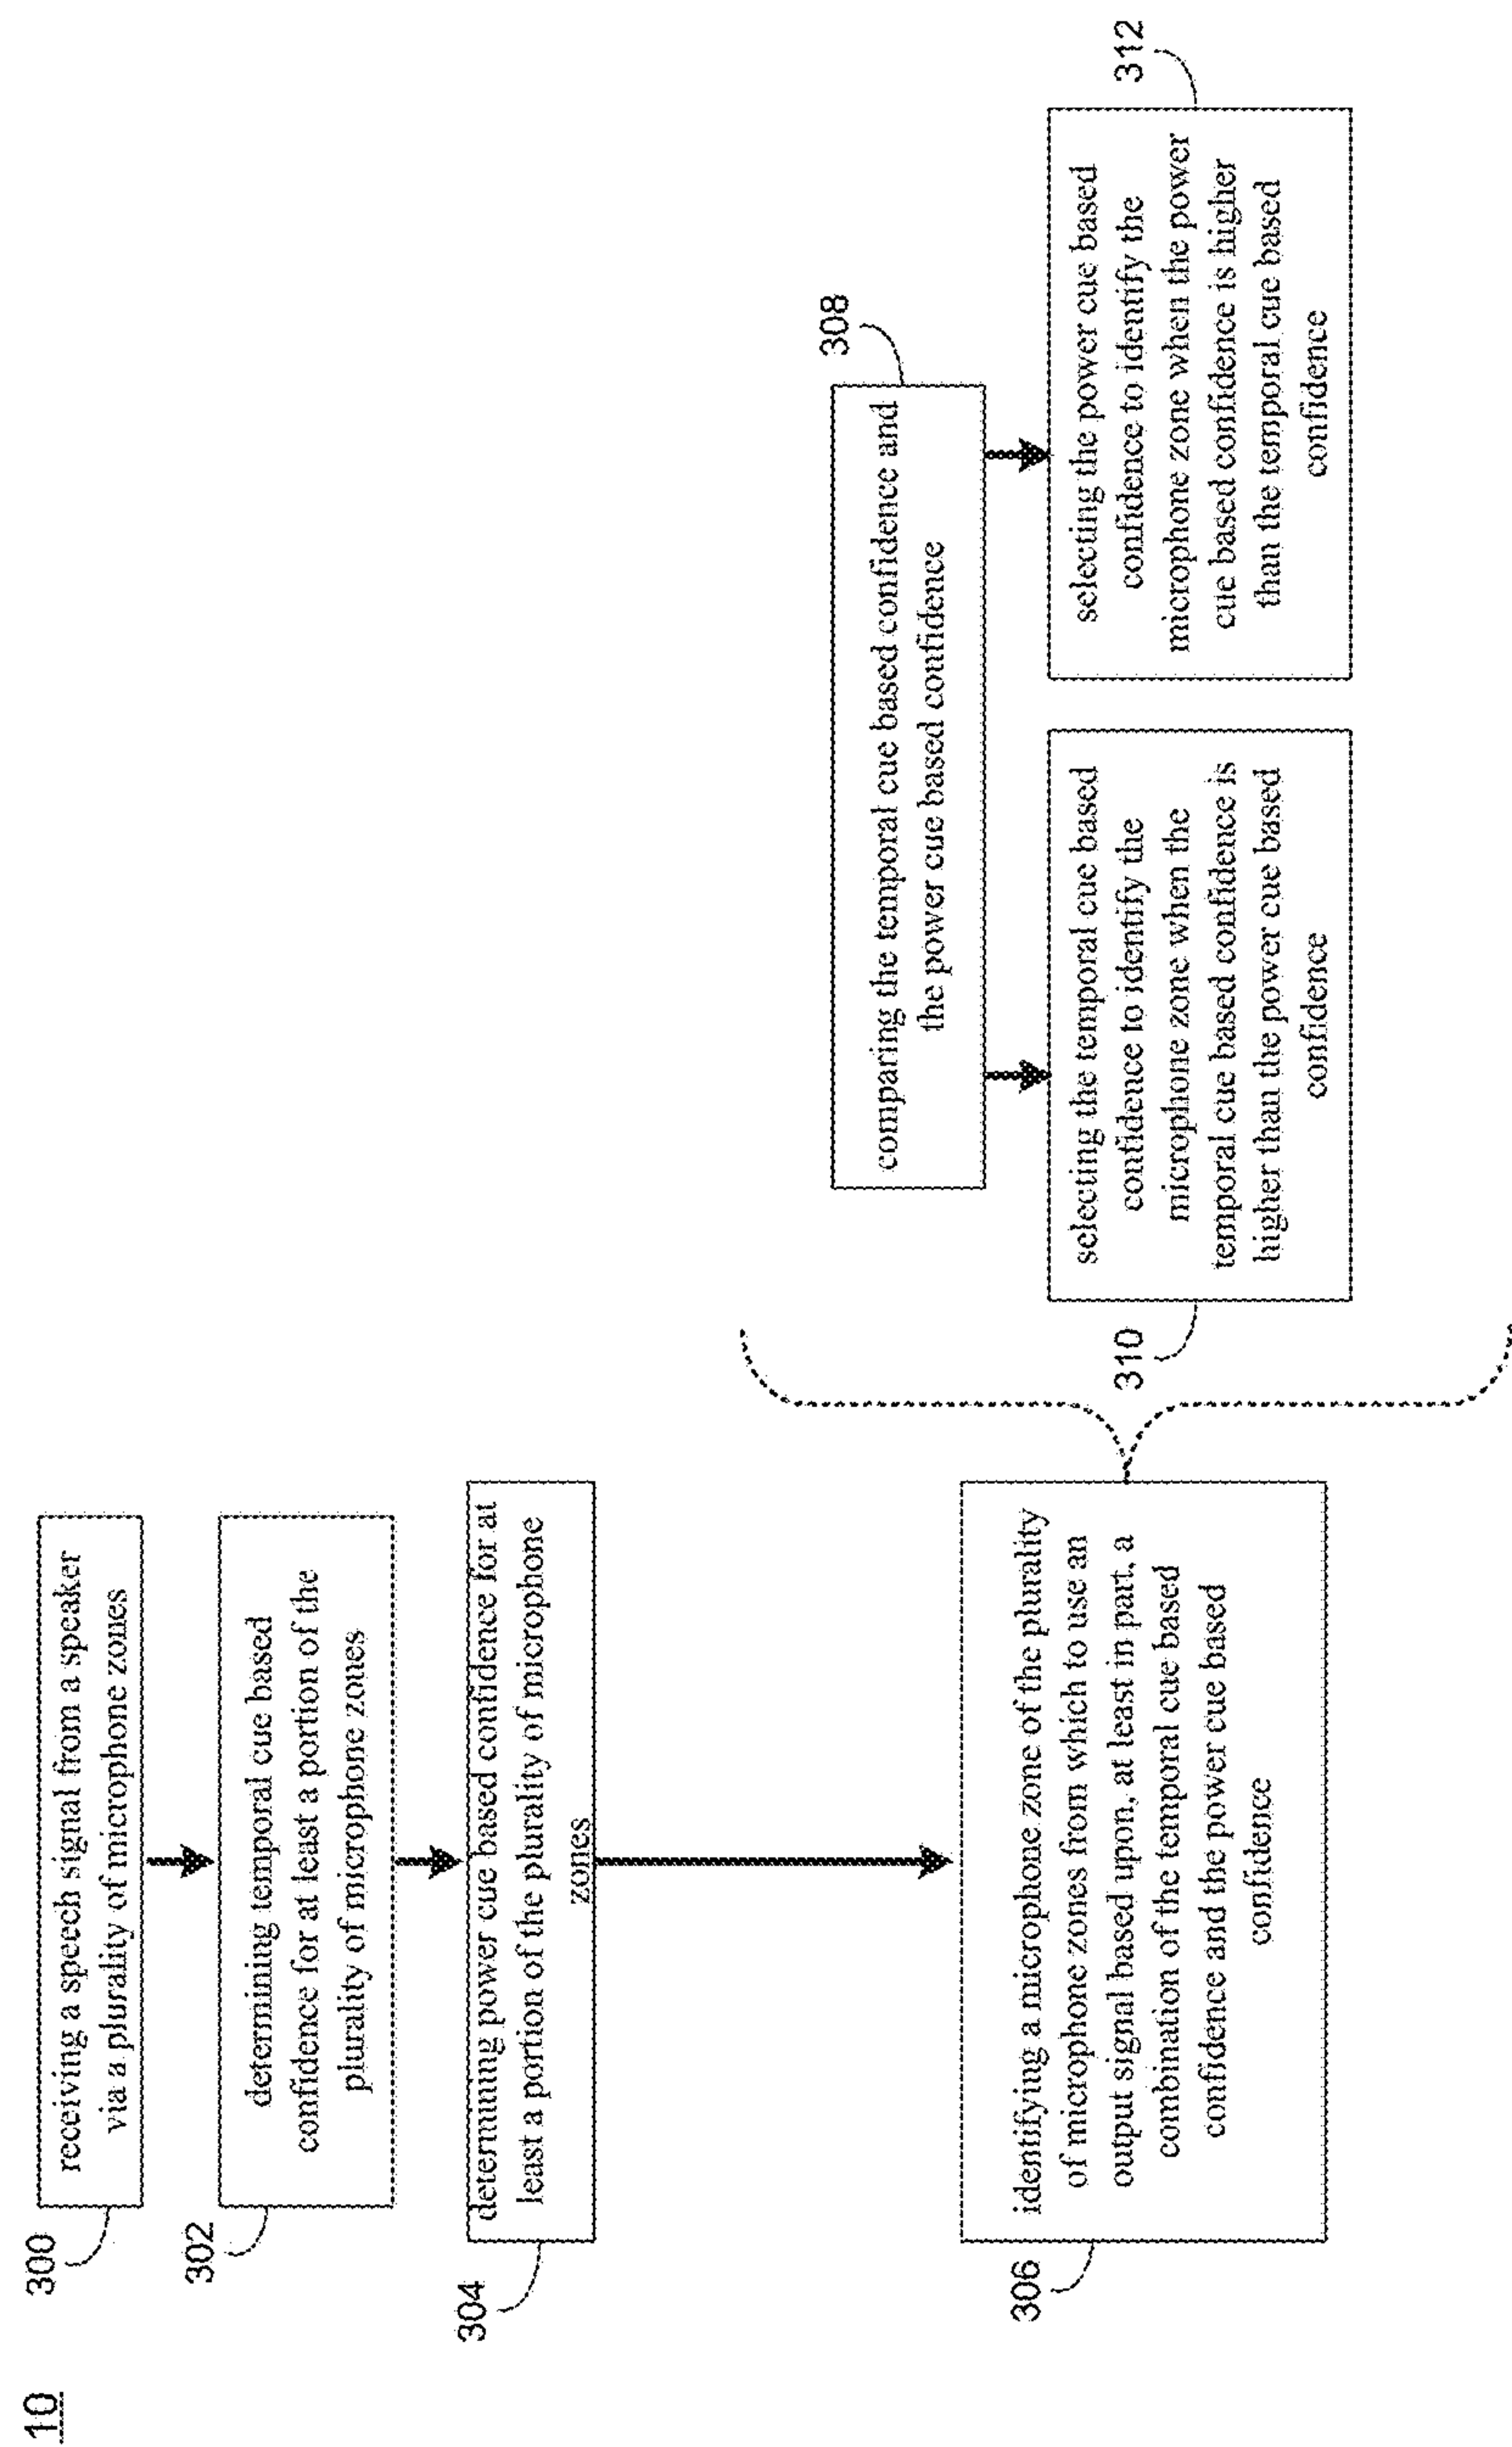 10
300
receiving a speech signal from a speaker
via a plurality of microphone zones
302
determining temporal cue based
confidence for at least a portion of the
plurality of microphone zones
304
determining power cue based confidence for at
least a portion of the plurality of microphone
zones
306
identifying a microphone zone of the plurality
of microphone zones from which to use an
output signal based upon, at least in part, a
combination of the temporal cue based
confidence and the power cue based
confidence
308
comparing the temporal cue based confidence and
the power cue based confidence
310
selecting the temporal cue based
confidence to identify the
microphone zone when the
temporal cue based confidence is
higher than the power cue based
confidence
312
selecting the power cue based
confidence to identify the
microphone zone when the power
cue based confidence is higher
than the temporal cue based
confidence